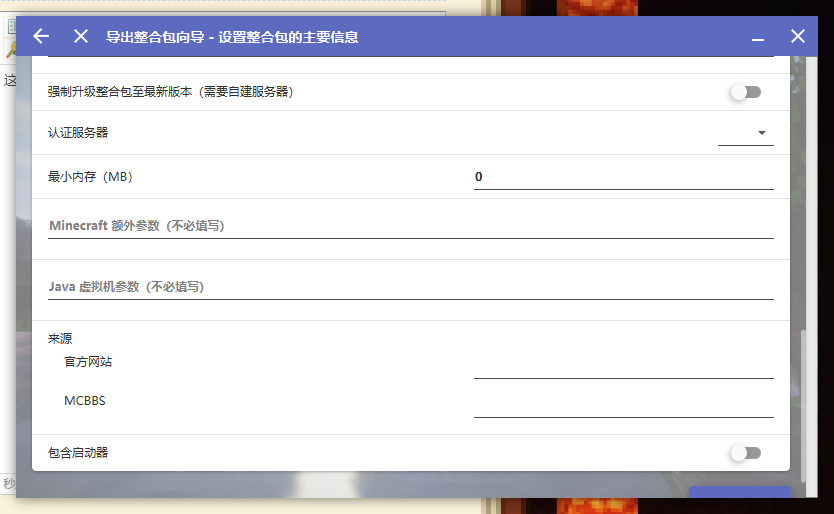 导出整合包向导 - 设置整合包的主要信息
这
强制升级整合包至最新版本（需要自建服务器）
认证服务器
最小内存（MB）
0
Minecraft 额外参数（不必填写）
Java 虚拟机参数（不必填写）
来源
官方网站
MCBBS
包含启动器
秒